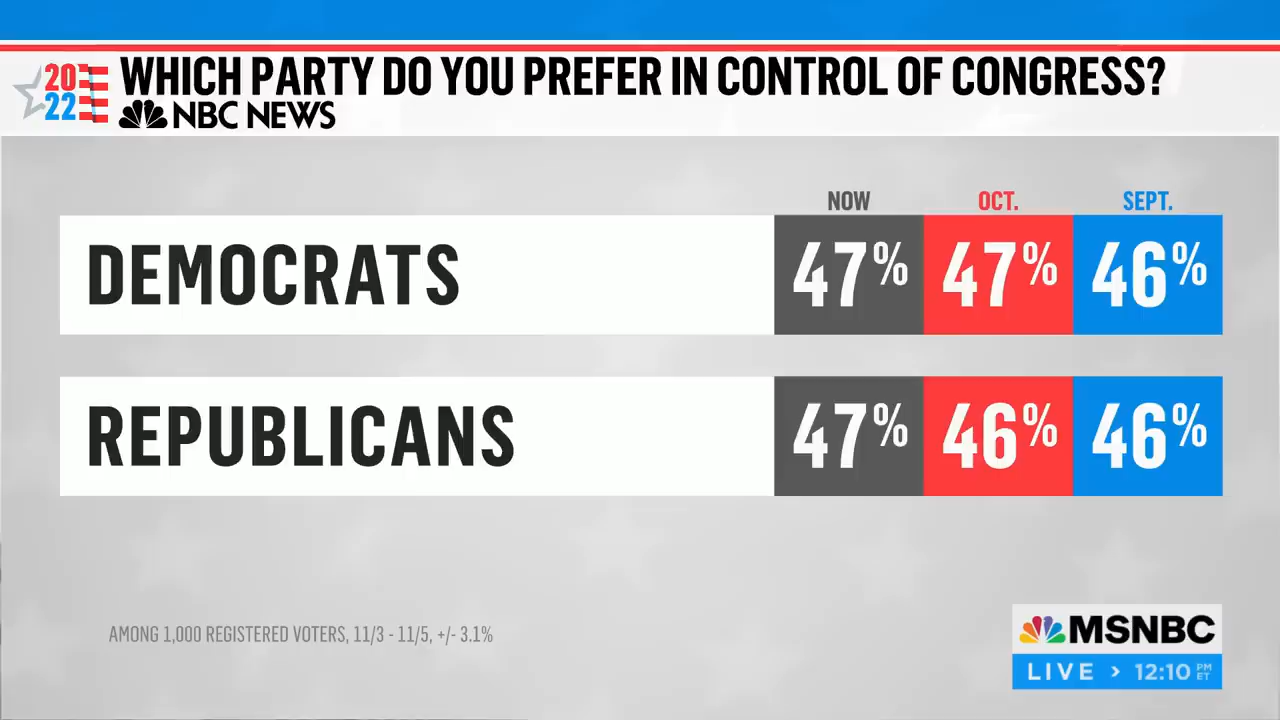 2022
WHICH PARTY DO YOU PREFER IN CONTROL OF CONGRESS?
NBC NEWS
NOW OCT. SEPT.
DEMOCRATS 47% 47% 46%
REPUBLICANS 47% 46% 46%
AMONG 1,000 REGISTERED VOTERS, 11/3 - 11/5, +/- 3.1%
MSNBC
LIVE > 12:10 PM ET